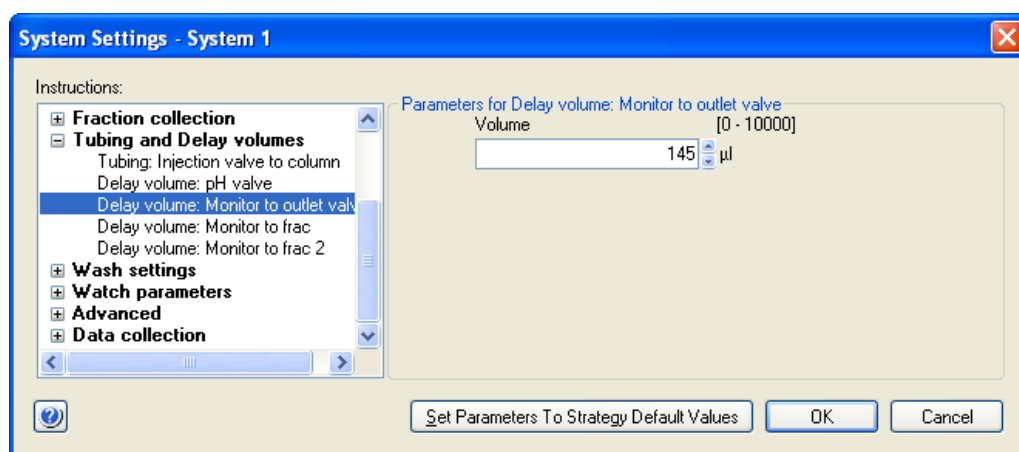 System Settings - System 1
Instructions:
Fraction collection
Tubing and Delay volumes
Tubing: Injection valve to column
Delay volume: pH valve
Delay volume: Monitor to outlet valv
Delay volume: Monitor to frac
Delay volume: Monitor to frac 2
Wash settings
Watch parameters
Advanced
Data collection
Parameters for Delay volume: Monitor to outlet valve
Volume [0 - 10000]
145 µl
Set Parameters To Strategy Default Values OK Cancel